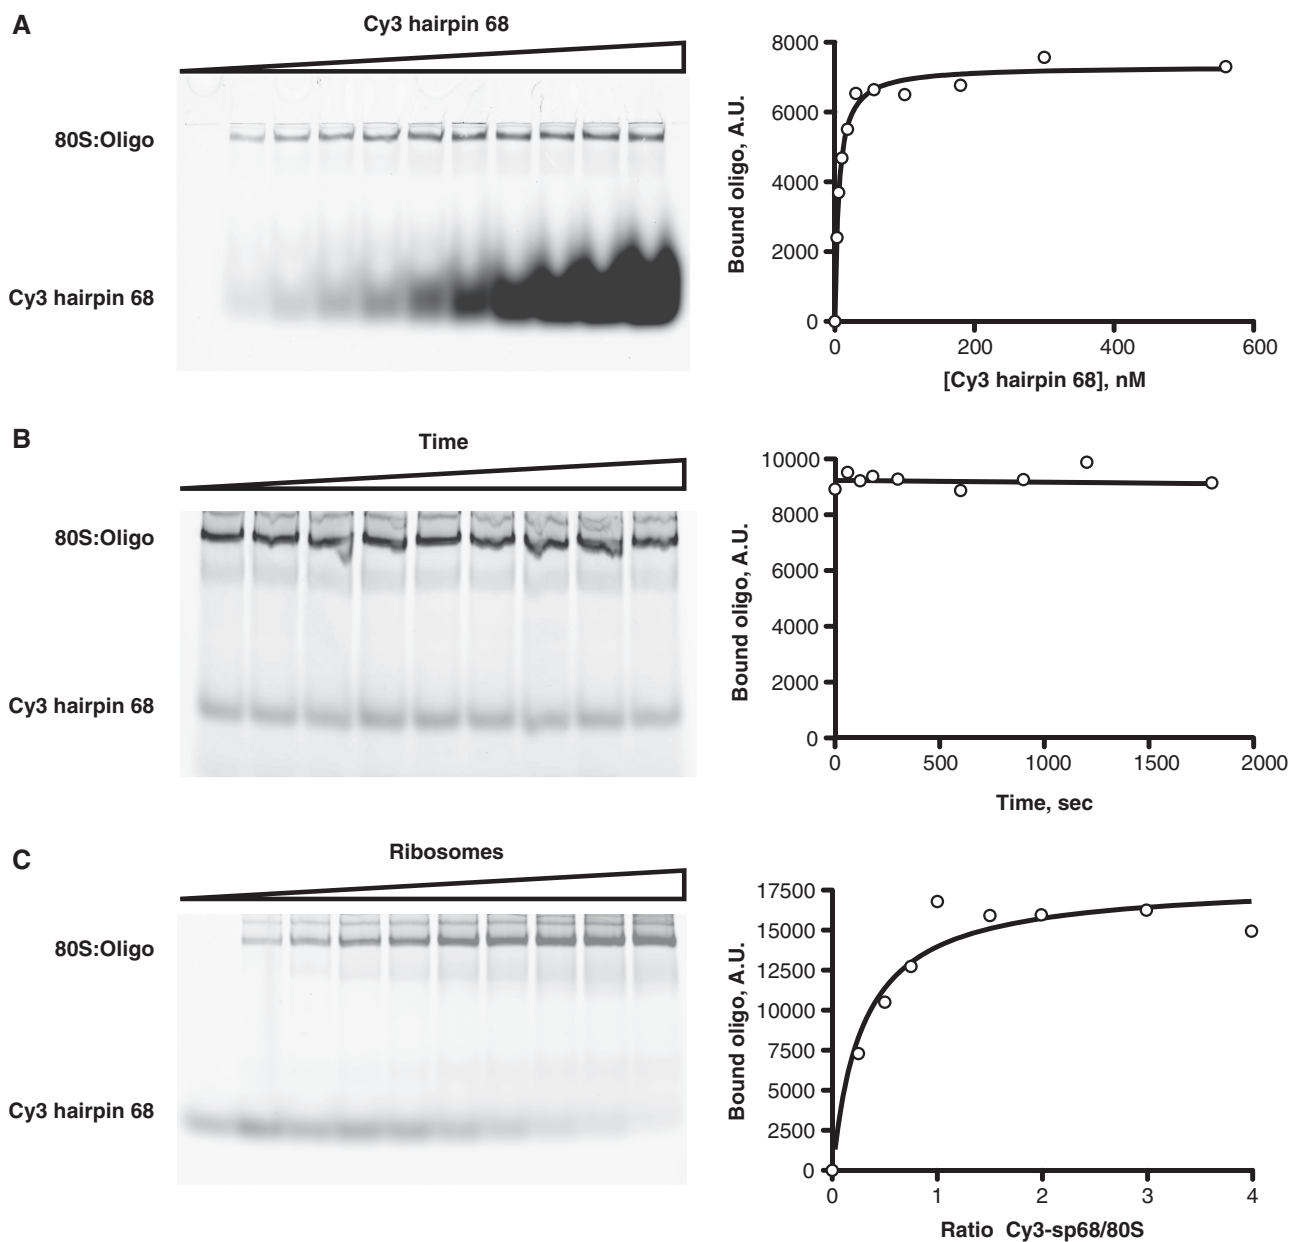 A
Cy3 hairpin 68
80S:Oligo
Cy3 hairpin 68
8000
6000
4000
2000
0
Bound oligo, A.U.
0 200 400 600
[Cy3 hairpin 68], nM
B
Time
80S:Oligo
Cy3 hairpin 68
10000
8000
6000
4000
2000
0
Bound oligo, A.U.
0 500 1000 1500 2000
Time, sec
C
Ribosomes
80S:Oligo
Cy3 hairpin 68
17500
15000
12500
10000
7500
5000
2500
0
Bound oligo, A.U.
0 1 2 3 4
Ratio Cy3-sp68/80S